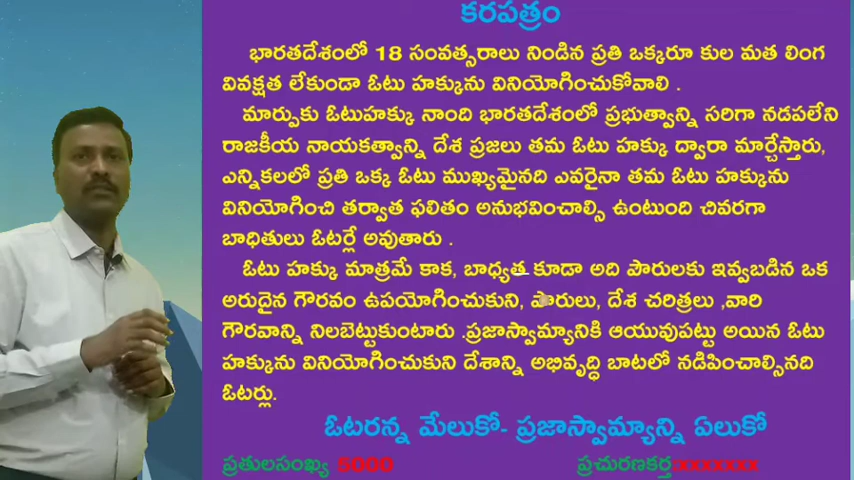 కరపత్రం
భారతదేశంలో 18 సంవత్సరాలు నిండిన ప్రతి ఒక్కరూ కుల మత లింగ
వివక్షత లేకుండా ఓటు హక్కును వినియోగించుకోవాలి .
మార్పుకు ఓటుహక్కు నాంది భారతదేశంలో ప్రభుత్వాన్ని సరిగా నడపలేని
రాజకీయ నాయకత్వాన్ని దేశ ప్రజలు తమ ఓటు హక్కు ద్వారా మార్చేస్తారు,
ఎన్నికలలో ప్రతి ఒక్క ఓటు ముఖ్యమైనది ఎవరైనా తమ ఓటు హక్కును
వినియోగించి తర్వాత ఫలితం అనుభవించాల్సి ఉంటుంది చివరగా
బాధితులు ఓటర్లే అవుతారు .
ఓటు హక్కు మాత్రమే కాక, బాధ్యత కూడా అది పౌరులకు ఇవ్వబడిన ఒక
అరుదైన గౌరవం ఉపయోగించుకుని, పౌరులు, దేశ చరిత్రలు ,వారి
గౌరవాన్ని నిలబెట్టుకుంటారు .ప్రజాస్వామ్యానికి ఆయువుపట్టు అయిన ఓటు
హక్కును వినియోగించుకుని దేశాన్ని అభివృద్ధి బాటలో నడిపించాల్సినది
ఓటర్లు.
ఓటరన్న మేలుకో- ప్రజాస్వామ్యాన్ని ఏలుకో
ప్రతులసంఖ్య 5000 ప్రచురణకర్త:xxxxxxx